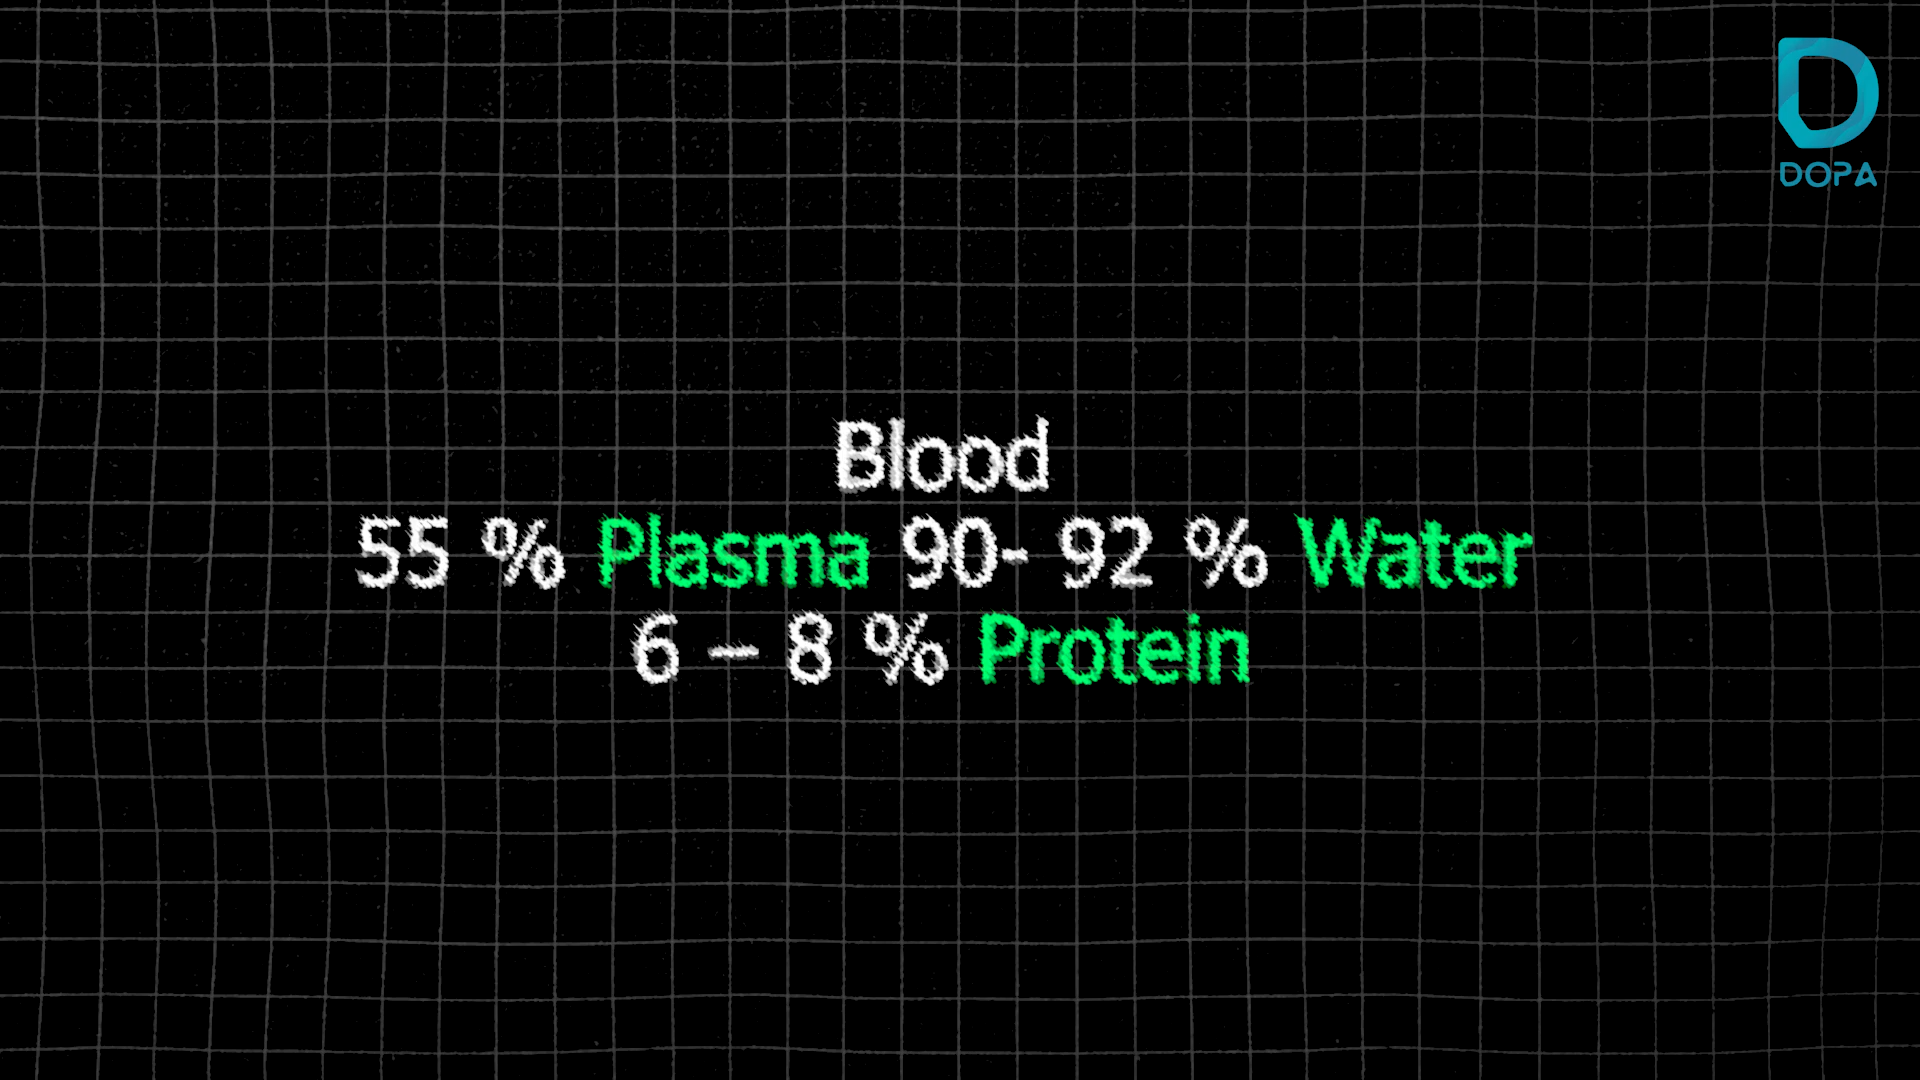 DOPA
Blood
55 % Plasma 90- 92 % Water
6 – 8 % Protein